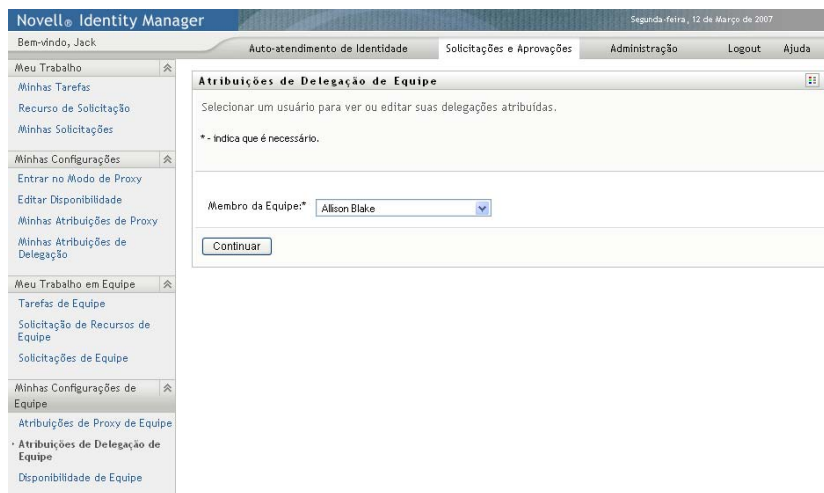 Novell® Identity Manager
Segunda-feira, 12 de Março de 2007
Bem-vindo, Jack
Auto-atendimento de Identidade
Solicitações e Aprovações
Administração
Logout
Ajuda
Meu Trabalho
Minhas Tarefas
Recurso de Solicitação
Minhas Solicitações
Minhas Configurações
Entrar no Modo de Proxy
Editar Disponibilidade
Minhas Atribuições de Proxy
Minhas Atribuições de
Delegação
Meu Trabalho em Equipe
Tarefas de Equipe
Solicitação de Recursos de
Equipe
Solicitações de Equipe
Minhas Configurações de
Equipe
Atribuições de Proxy de Equipe
Atribuições de Delegação de
Equipe
Disponibilidade de Equipe
Atribuições de Delegação de Equipe
Selecionar um usuário para ver ou editar suas delegações atribuídas.
* - indica que é necessário.
Membro da Equipe:*
Allison Blake
Continuar